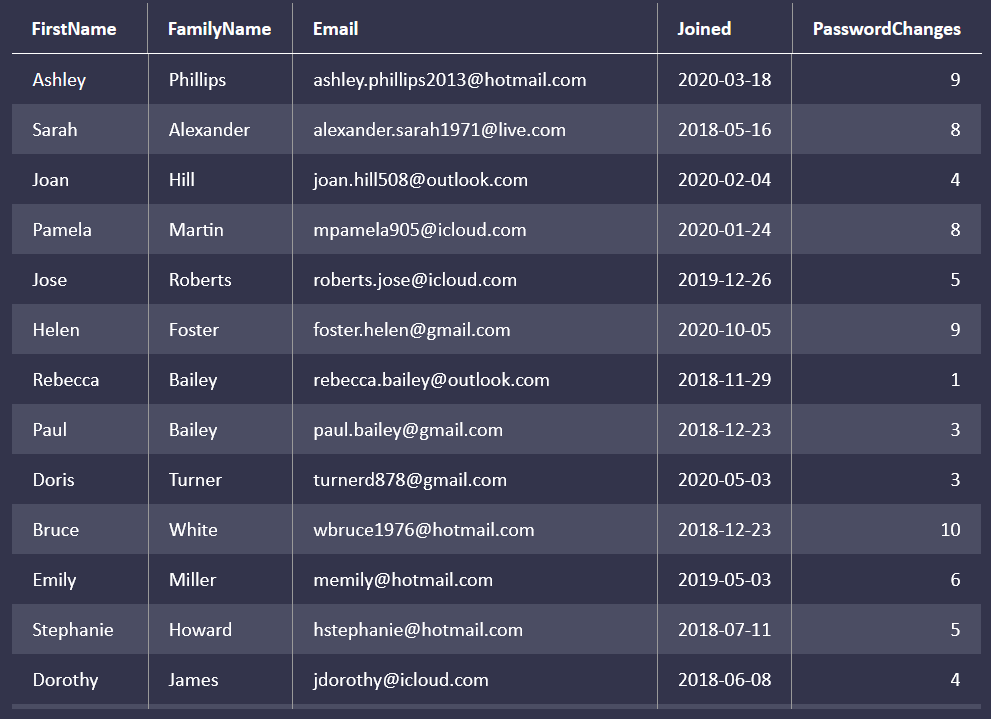 FirstName FamilyName Email Joined PasswordChanges
Ashley Phillips ashley.phillips2013@hotmail.com 2020-03-18 9
Sarah Alexander alexander.sarah1971@live.com 2018-05-16 8
Joan Hill joan.hill508@outlook.com 2020-02-04 4
Pamela Martin mpamela905@icloud.com 2020-01-24 8
Jose Roberts roberts.jose@icloud.com 2019-12-26 5
Helen Foster foster.helen@gmail.com 2020-10-05 9
Rebecca Bailey rebecca.bailey@outlook.com 2018-11-29 1
Paul Bailey paul.bailey@gmail.com 2018-12-23 3
Doris Turner turnerd878@gmail.com 2020-05-03 3
Bruce White wbruce1976@hotmail.com 2018-12-23 10
Emily Miller memily@hotmail.com 2019-05-03 6
Stephanie Howard hstephanie@hotmail.com 2018-07-11 5
Dorothy James jdorothy@icloud.com 2018-06-08 4